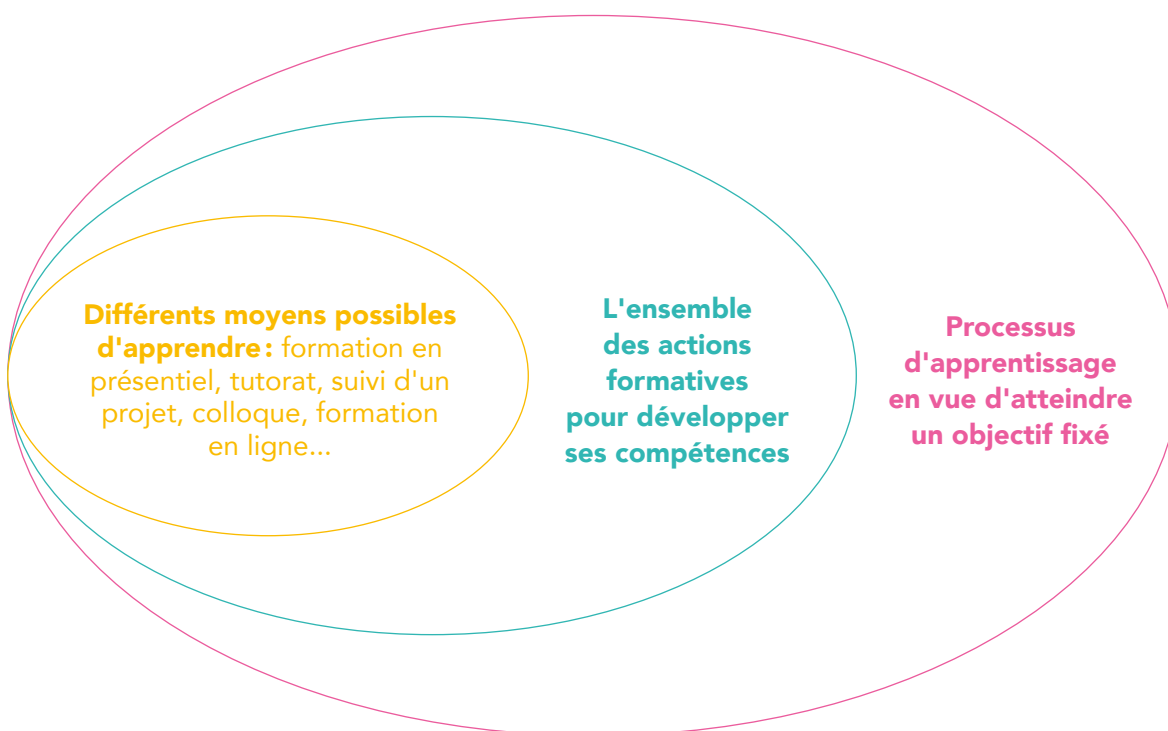 Différents moyens possibles
d'apprendre : formation en
présentiel, tutorat, suivi d'un
projet, colloque, formation
en ligne...
L'ensemble
des actions
formatives
pour développer
ses compétences
Processus
d'apprentissage
en vue d'atteindre
un objectif fixé